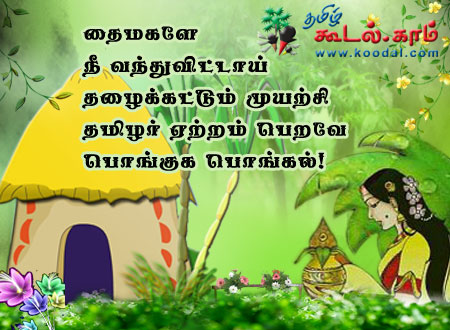 தமிழ்
கூடல்.காம்
www.koodal.com
தைமகளே
நீ வந்துவிட்டாய்
தழைக்கட்டும் முயற்சி
தமிழர் ஏற்றம் பெறவே
பொங்குக பொங்கல்!